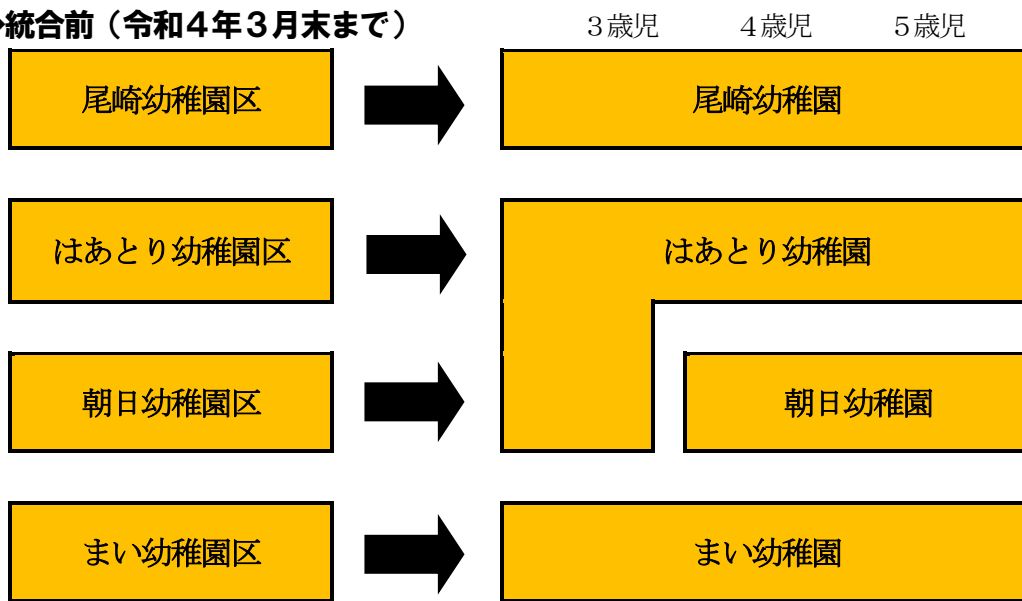 統合前（令和４年３月末まで）
３歳児 ４歳児 ５歳児
尾崎幼稚園区 尾崎幼稚園
はあとり幼稚園区 はあとり幼稚園
朝日幼稚園区 朝日幼稚園
まい幼稚園区 まい幼稚園